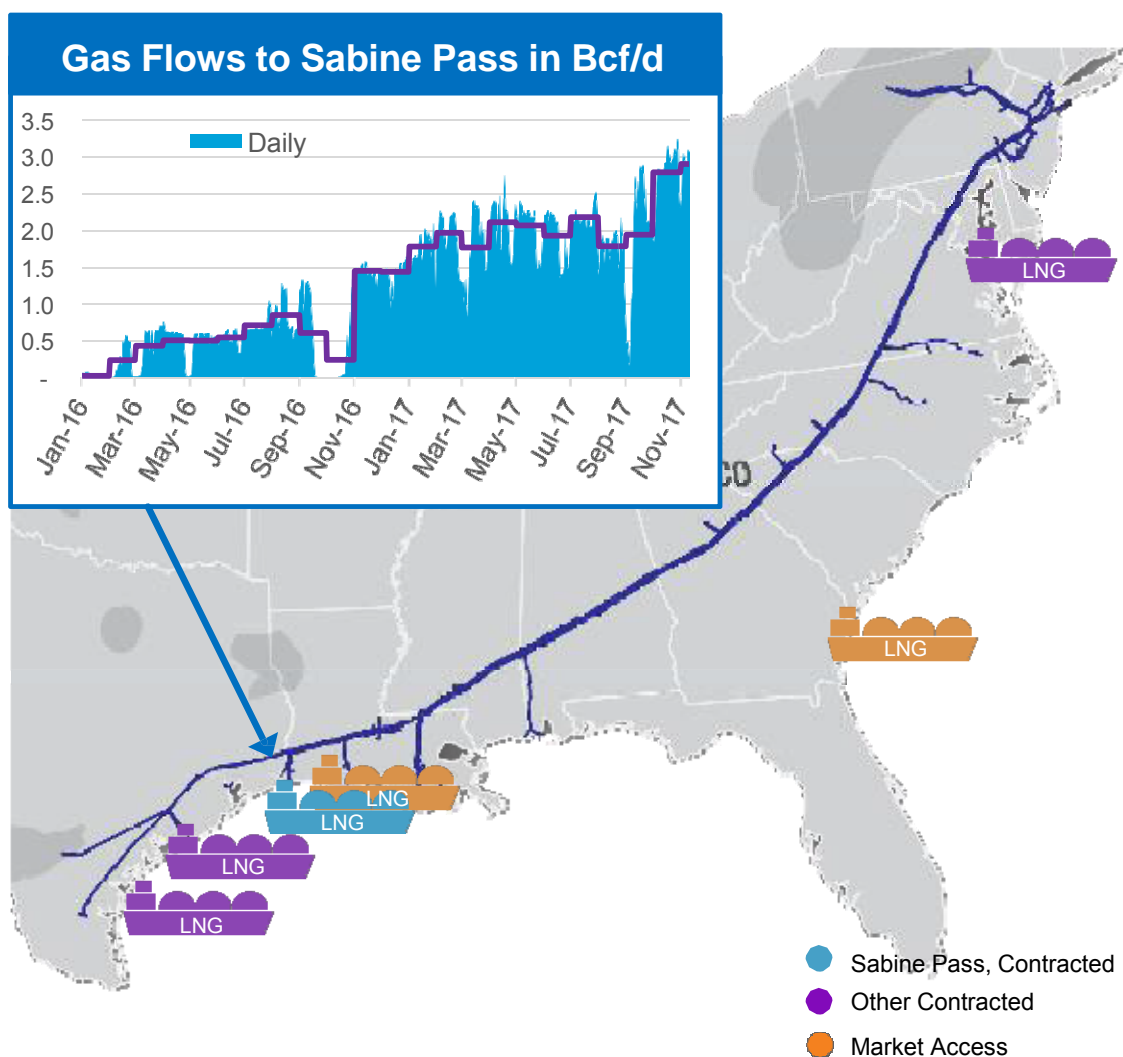 Gas Flows to Sabine Pass in Bcf/d
3.5
3.0
2.5
2.0
1.5
1.0
0.5
-
Daily
Jan-16
Mar-16
May-16
Jul-16
Sep-16
Nov-16
Jan-17
Mar-17
May-17
Jul-17
Sep-17
Nov-17
CO
LNG
LNG
LNG
LNG
LNG
LNG
Sabine Pass, Contracted
Other Contracted
Market Access